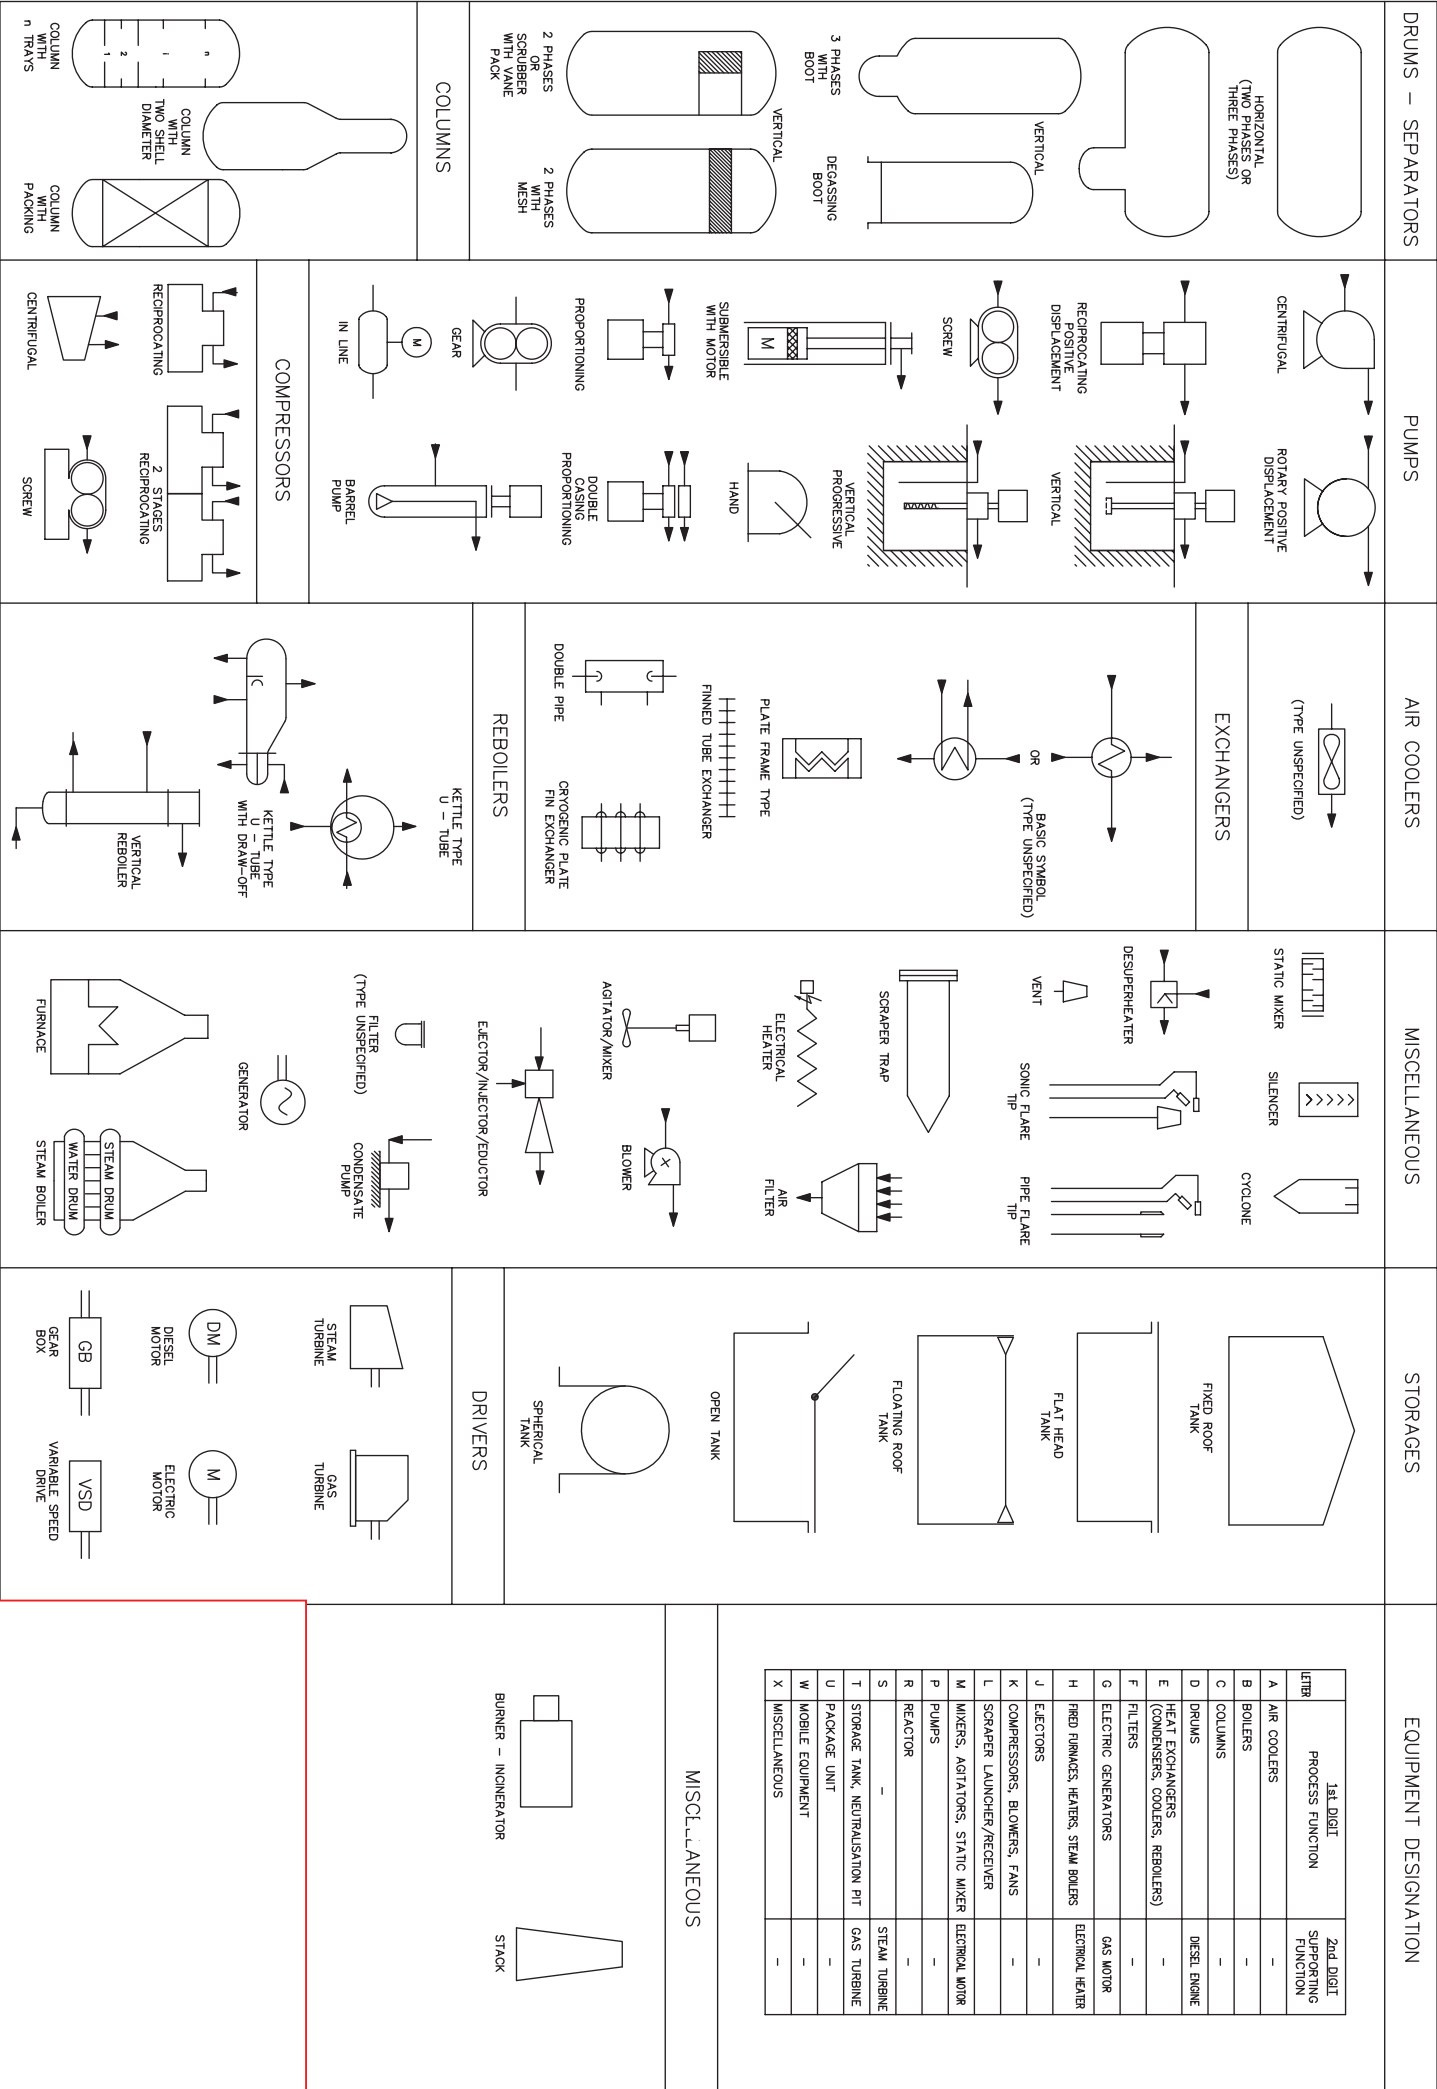 DRUMS – SEPARATORS
HORIZONTAL
(TWO PHASES OR
THREE PHASES)
VERTICAL
3 PHASES
WITH
BOOT
DEGASSING
BOOT
VERTICAL
2 PHASES
OR
SCRUBBER
WITH VANE
PACK
2 PHASES
WITH
MESH
COLUMNS
n
i
2
1
COLUMN
WITH
n TRAYS
COLUMN
WITH
TWO SHELL
DIAMETER
COLUMN
WITH
PACKING
PUMPS
CENTRIFUGAL
ROTARY POSITIVE
DISPLACEMENT
RECIPROCATING
POSITIVE
DISPLACEMENT
VERTICAL
SCREW
VERTICAL
PROGRESSIVE
M
SUBMERSIBLE
WITH MOTOR
HAND
PROPORTIONING
DOUBLE
CASING
PROPORTIONING
GEAR
BARREL
PUMP
M
IN LINE
COMPRESSORS
RECIPROCATING
2 STAGES
RECIPROCATING
CENTRIFUGAL
SCREW
AIR COOLERS
(TYPE UNSPECIFIED)
EXCHANGERS
OR
BASIC SYMBOL
(TYPE UNSPECIFIED)
PLATE FRAME TYPE
FINNED TUBE EXCHANGER
DOUBLE PIPE
CRYOGENIC PLATE
FIN EXCHANGER
REBOILERS
KETTLE TYPE
U – TUBE
KETTLE TYPE
U – TUBE
WITH DRAW-OFF
VERTICAL
REBOILER
MISCELLANEOUS
STATIC MIXER
SILENCER
CYCLONE
DESUPERHEATER
VENT
SONIC FLARE
TIP
PIPE FLARE
TIP
SCRAPER TRAP
ELECTRICAL
HEATER
AIR
FILTER
AGITATOR/MIXER
BLOWER
EJECTOR/INJECTOR/EDUCTOR
FILTER
(TYPE UNSPECIFIED)
CONDENSATE
PUMP
GENERATOR
FURNACE
STEAM DRUM
WATER DRUM
STEAM BOILER
STORAGES
FIXED ROOF
TANK
FLAT HEAD
TANK
FLOATING ROOF
TANK
OPEN TANK
SPHERICAL
TANK
DRIVERS
STEAM
TURBINE
GAS
TURBINE
DM
DIESEL
MOTOR
M
ELECTRIC
MOTOR
GB
GEAR
BOX
VSD
VARIABLE SPEED
DRIVE
EQUIPMENT DESIGNATION
LETTER 1st DIGIT PROCESS FUNCTION 2nd DIGIT SUPPORTING FUNCTION
A AIR COOLERS –
B BOILERS –
C COLUMNS –
D DRUMS DIESEL ENGINE
E HEAT EXCHANGERS (CONDENSERS, COOLERS, REBOILERS) –
F FILTERS –
G ELECTRIC GENERATORS GAS MOTOR
H FIRED FURNACES, HEATERS, STEAM BOILERS ELECTRICAL HEATER
J EJECTORS –
K COMPRESSORS, BLOWERS, FANS –
L SCRAPER LAUNCHER/RECEIVER
M MIXERS, AGITATORS, STATIC MIXER ELECTRICAL MOTOR
P PUMPS –
R REACTOR –
S – STEAM TURBINE
T STORAGE TANK, NEUTRALISATION PIT GAS TURBINE
U PACKAGE UNIT –
W MOBILE EQUIPMENT –
X MISCELLANEOUS –
MISCELLANEOUS
BURNER – INCINERATOR
STACK